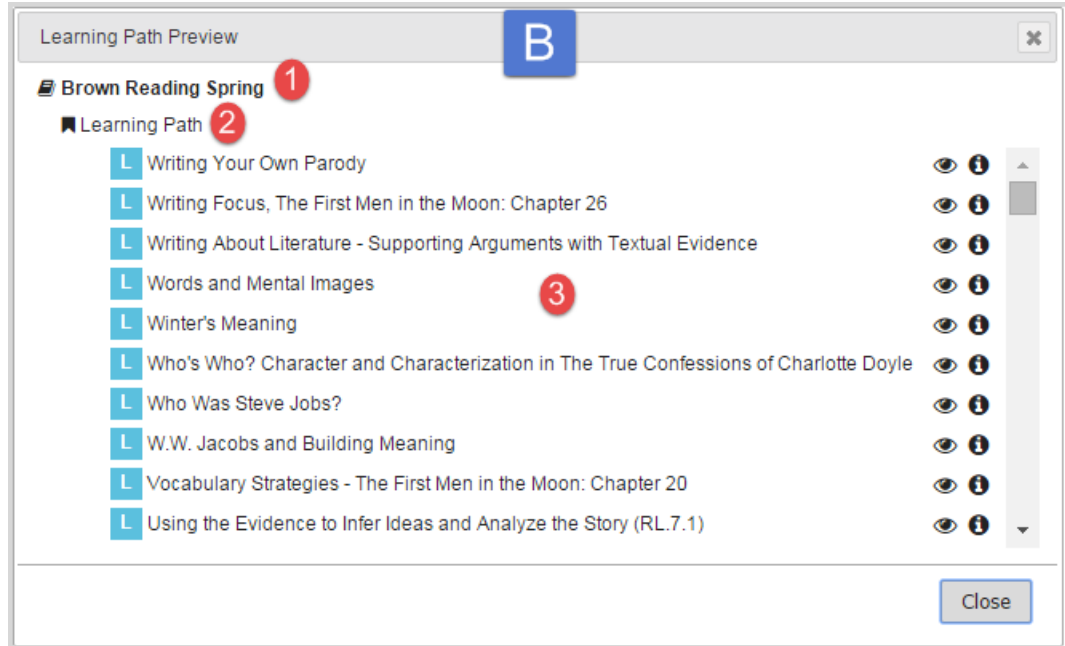 Learning Path Preview B
Brown Reading Spring 1
Learning Path 2
L Writing Your Own Parody
L Writing Focus, The First Men in the Moon: Chapter 26
L Writing About Literature - Supporting Arguments with Textual Evidence
L Words and Mental Images 3
L Winter's Meaning
L Who's Who? Character and Characterization in The True Confessions of Charlotte Doyle
L Who Was Steve Jobs?
L W.W. Jacobs and Building Meaning
L Vocabulary Strategies - The First Men in the Moon: Chapter 20
L Using the Evidence to Infer Ideas and Analyze the Story (RL.7.1)
Close